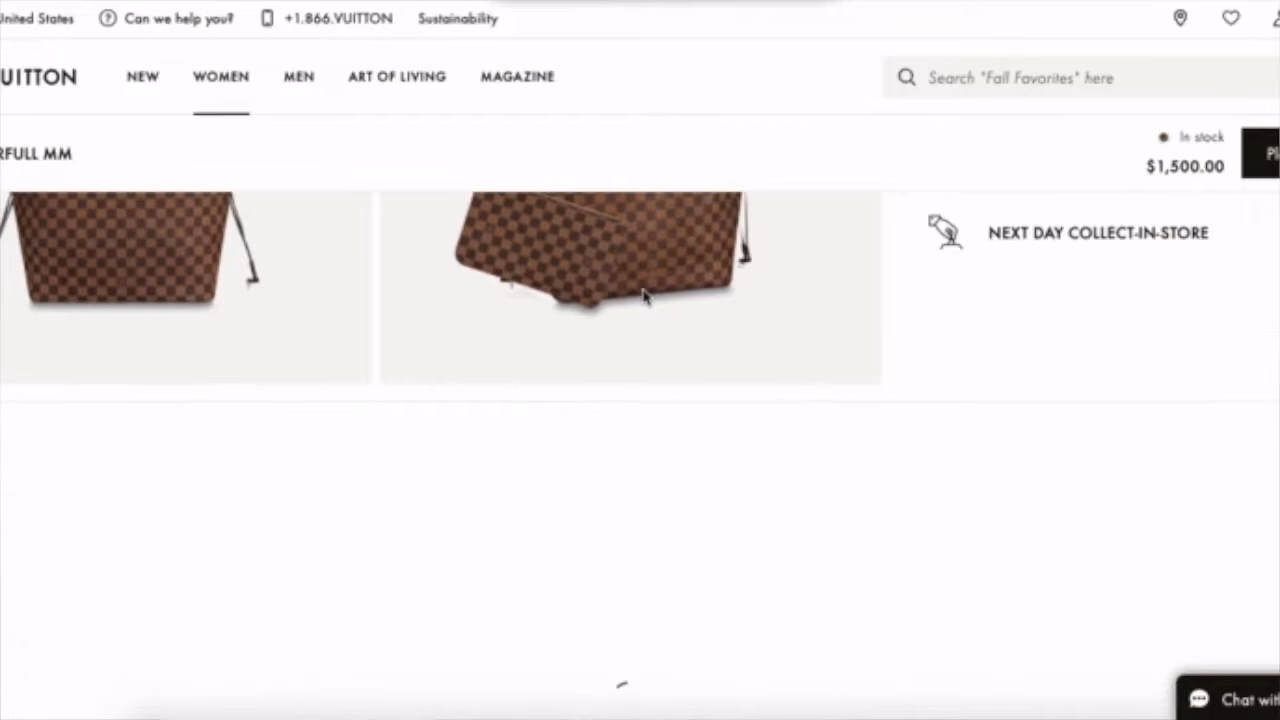 United States Can we help you? +1.866.VUITTON Sustainability
UITTON NEW WOMEN MEN ART OF LIVING MAGAZINE Search "Fall Favorites" here
RFULL MM
In stock
$1,500.00
NEXT DAY COLLECT-IN-STORE
Chat wit